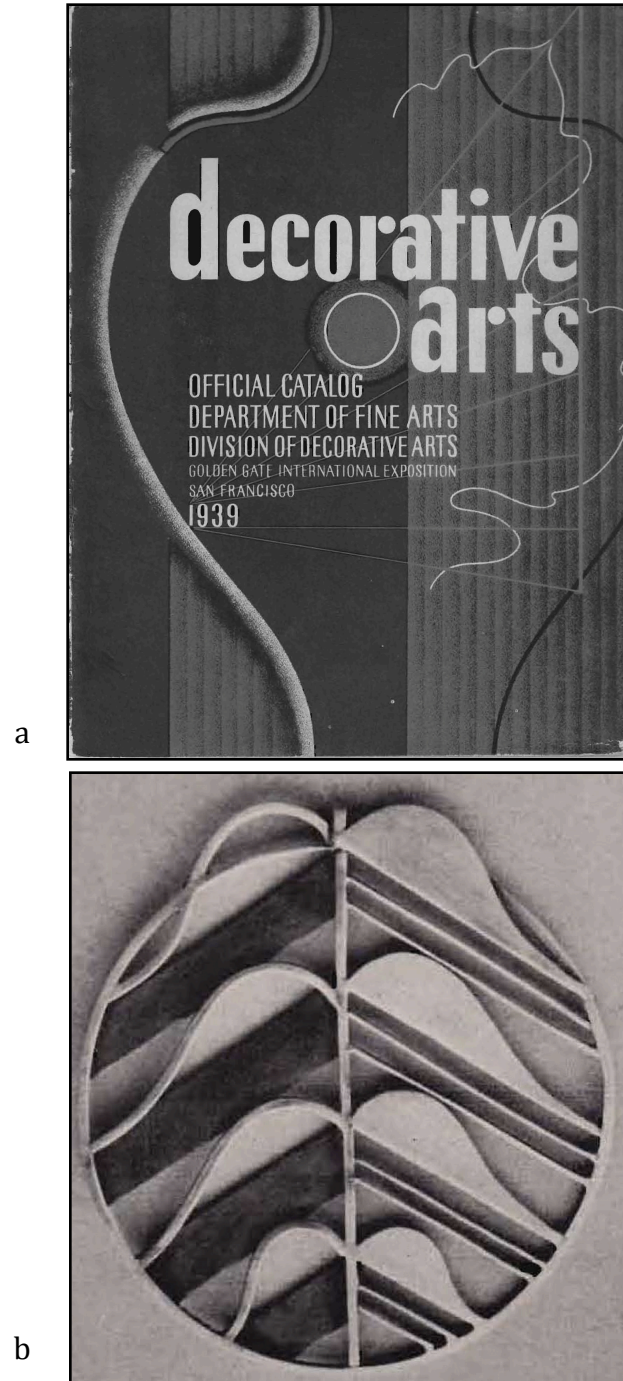 decorative
arts
OFFICIAL CATALOG
DEPARTMENT OF FINE ARTS
DIVISION OF DECORATIVE ARTS
GOLDEN GATE INTERNATIONAL EXPOSITION
SAN FRANCISCO
1939
a
b